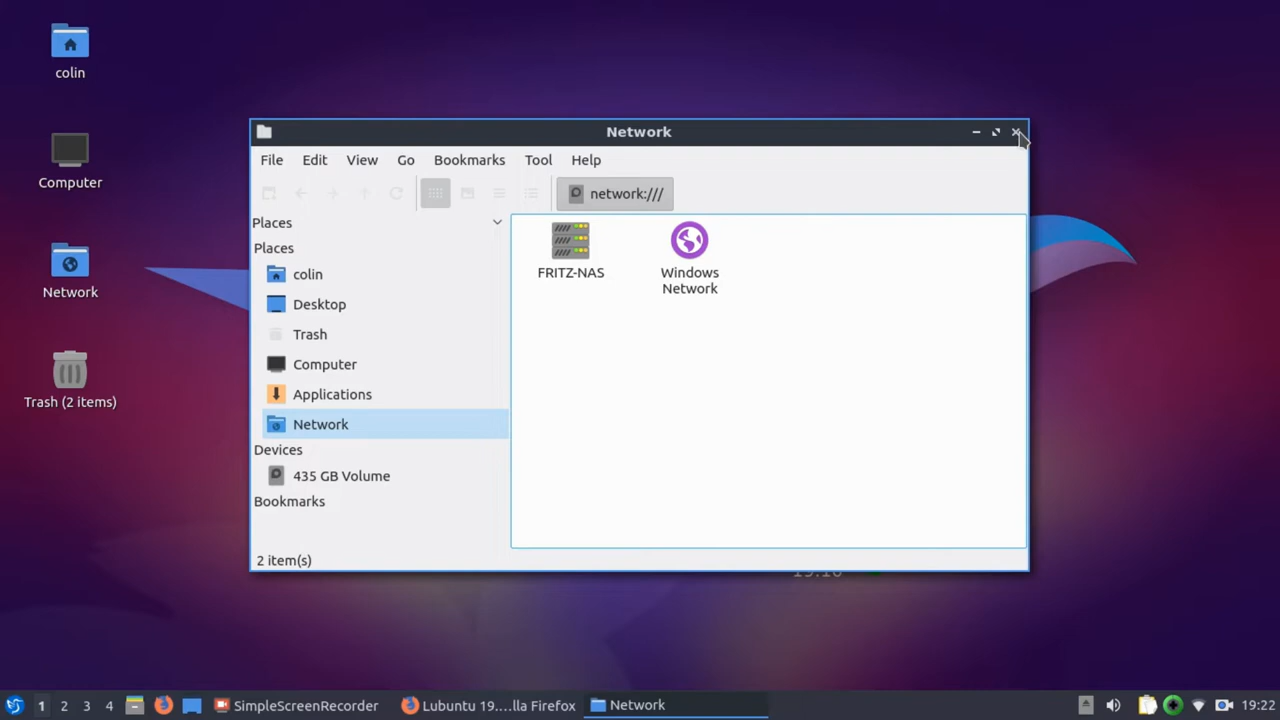 colin
Computer
Network
Trash (2 items)
Network
File Edit View Go Bookmarks Tool Help
network:///
Places
Places
colin
Desktop
Trash
Computer
Applications
Network
Devices
435 GB Volume
Bookmarks
FRITZ-NAS
Windows
Network
2 item(s)
1 2 3 4 SimpleScreenRecorder Lubuntu 19....lla Firefox Network 19:22